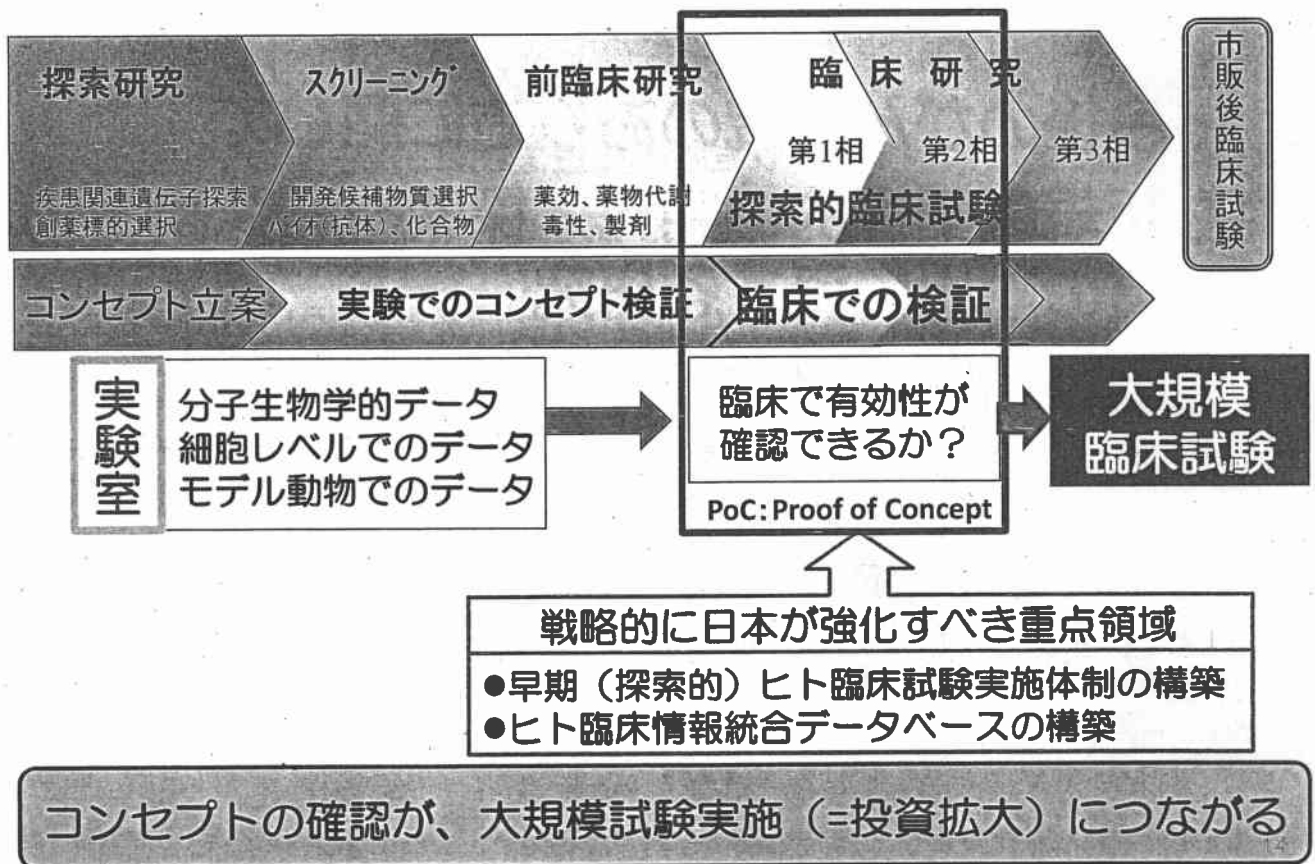 探索研究
スクリーニング
前臨床研究
臨床研究
市販後臨床試験
第1相
第2相
第3相
疾患関連遺伝子探索
創薬標的選択
開発候補物質選択
バイオ(抗体)、化合物
薬効、薬物代謝
毒性、製剤
探索的臨床試験
コンセプト立案
実験でのコンセプト検証
臨床での検証
実験室
分子生物学的データ
細胞レベルでのデータ
モデル動物でのデータ
臨床で有効性が
確認できるか？
PoC:Proof of Concept
大規模
臨床試験
戦略的に日本が強化すべき重点領域
●早期（探索的）ヒト臨床試験実施体制の構築
●ヒト臨床情報統合データベースの構築
コンセプトの確認が、大規模試験実施（=投資拡大）につながる
14